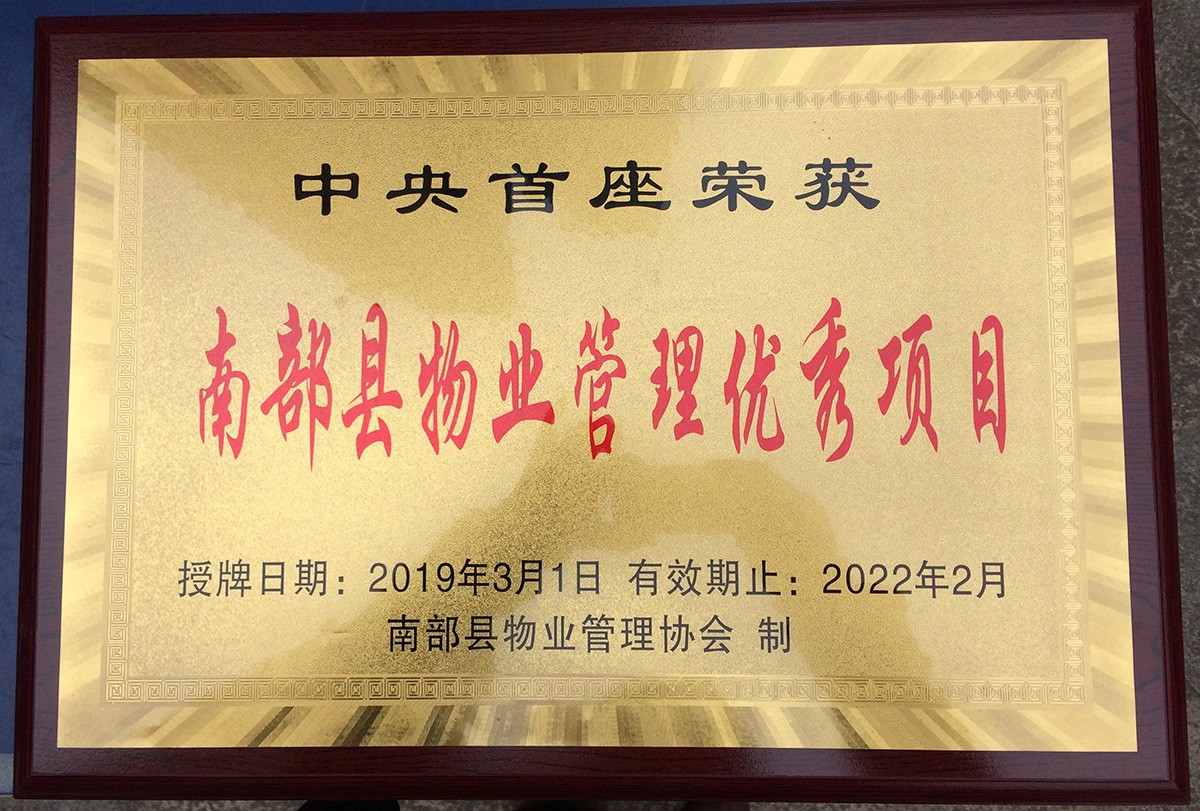 中央首座荣获
南部县物业管理优秀项目
授牌日期：2019年3月1日 有效期止：2022年2月
南部县物业管理协会 制